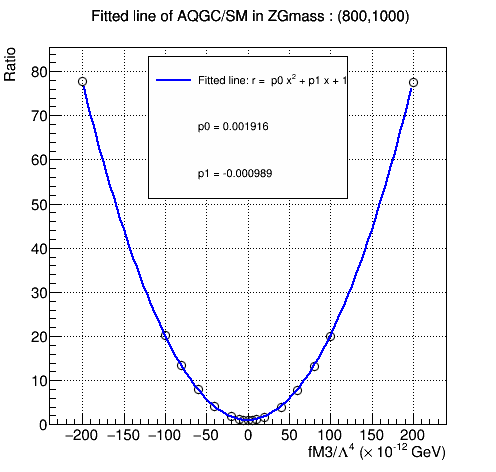 Fitted line of AQGC/SM in ZGmass : (800,1000)
Ratio
Fitted line: r = p0 x² + p1 x + 1
p0 = 0.001916
p1 = -0.000989
80
70
60
50
40
30
20
10
0
−200 −150 −100 −50 0 50 100 150 200
fM3/Λ⁴ (× 10⁻¹² GeV)